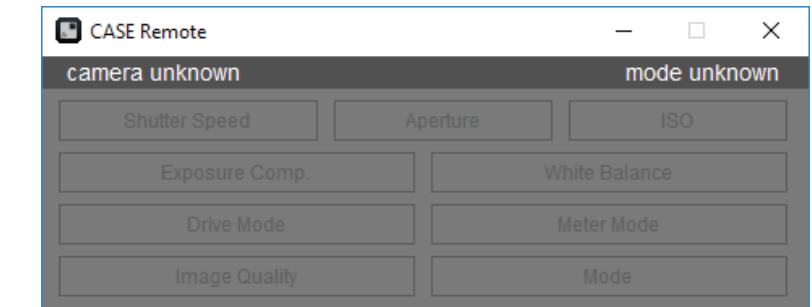 CASE Remote
camera unknown mode unknown
Shutter Speed Aperture ISO
Exposure Comp. White Balance
Drive Mode Meter Mode
Image Quality Mode